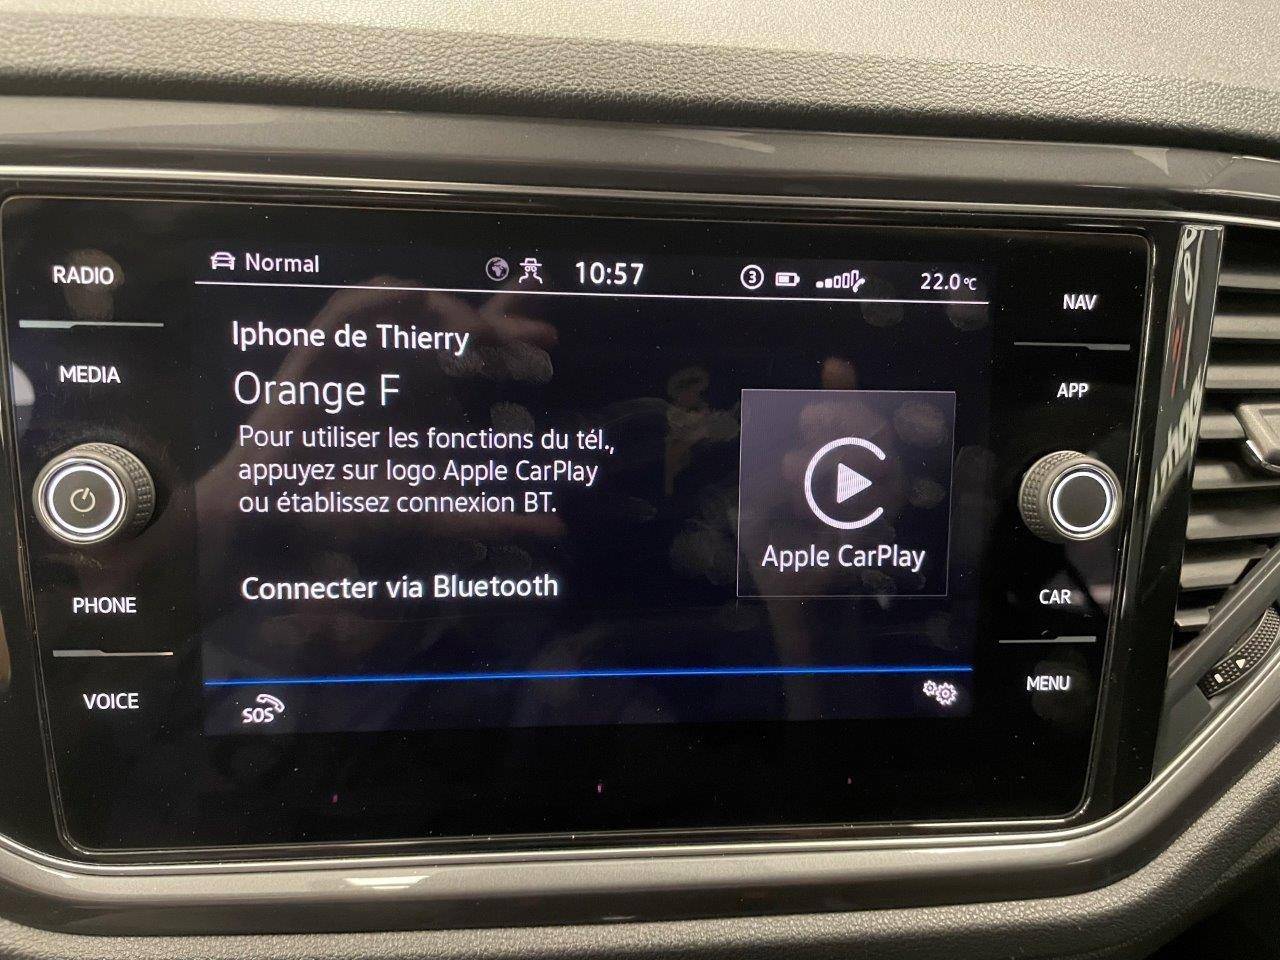 RADIO
MEDIA
PHONE
VOICE
Normal
10:57
3
22.0°C
Iphone de Thierry
Orange F
Pour utiliser les fonctions du tél.,
appuyez sur logo Apple CarPlay
ou établissez connexion BT.
Connecter via Bluetooth
Apple CarPlay
SOS
NAV
APP
CAR
MENU